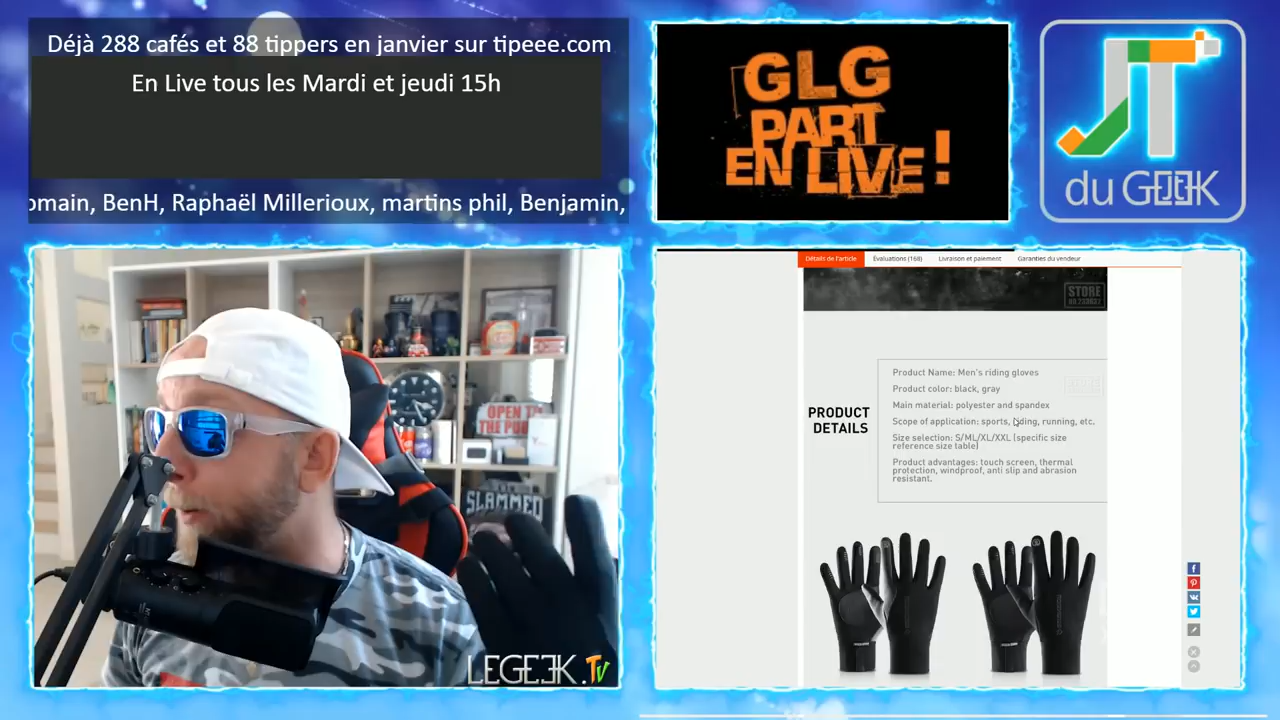 Déjà 288 cafés et 88 tippers en janvier sur tipeee.com
En Live tous les Mardi et jeudi 15h
omain, BenH, Raphaël Millerioux, martins phil, Benjamin,
GLG
PART
EN LIVE !
JT
du GEEK
OPEN TO
THE PUB
SLAMMED
LEGEEK.TV
Détails de l'article
Évaluations (168)
Livraison et paiement
Garanties du vendeur
STORE
PRODUCT
DETAILS
Product Name: Men's riding gloves
Product color: black, gray
Main material: polyester and spandex
Scope of application: sports, riding, running, etc.
Size selection: S/ML/XL/XXL (specific size
reference size table)
Product advantages: touch screen, thermal
protection, windproof, anti slip and abrasion
resistant.